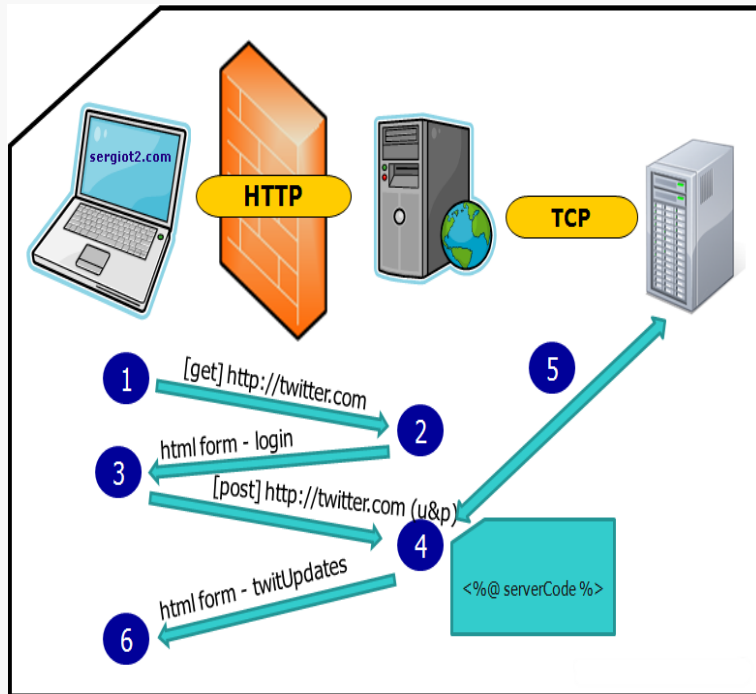 sergiot2.com
HTTP
TCP
1
[get] http://twitter.com
5
2
html form - login
3
[post] http://twitter.com (u&p)
4
<%@ serverCode %>
html form - twitUpdates
6